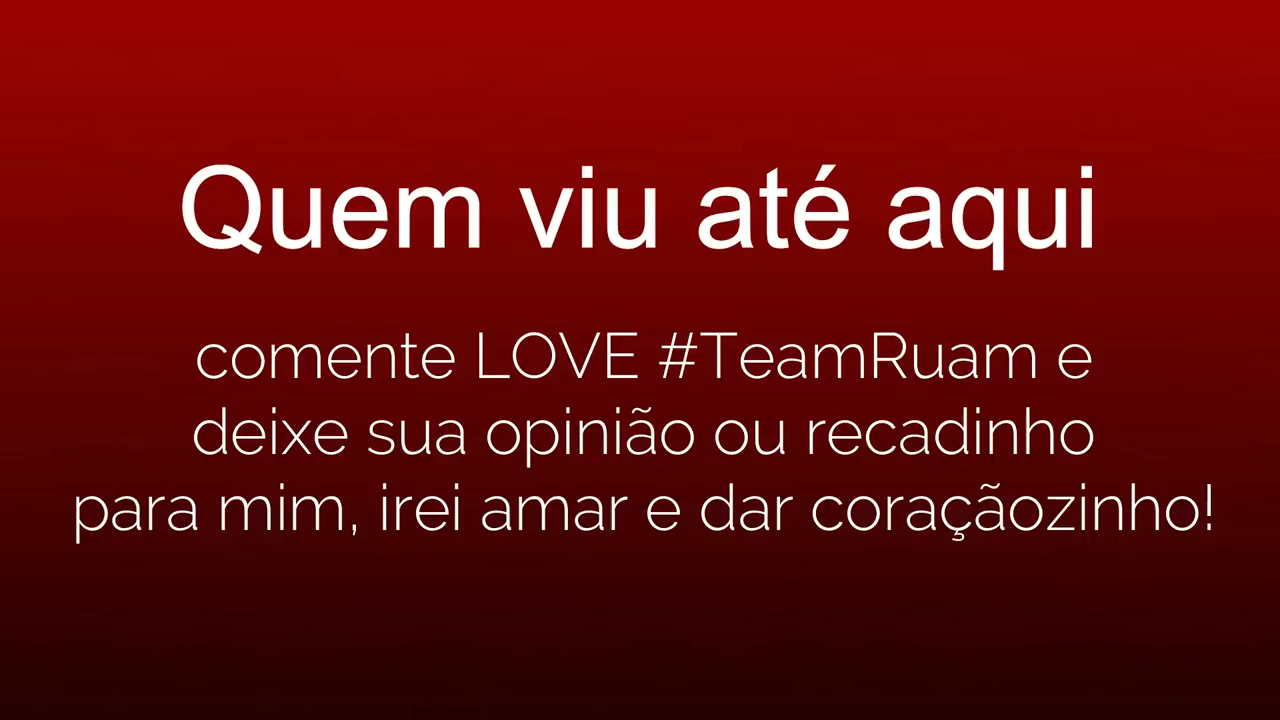 Quem viu até aqui
comente LOVE #TeamRuam e
deixe sua opinião ou recadinho
para mim, irei amar e dar coraçãozinho!